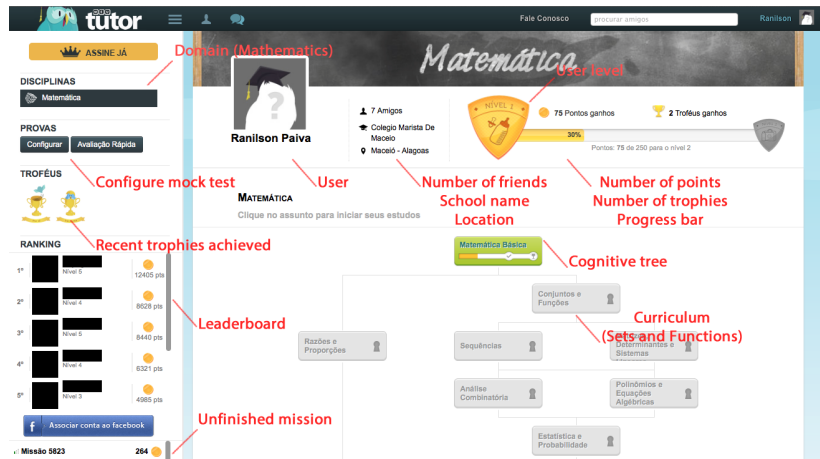 tütor
Fale Conosco
procurar amigos
Ranilson
ASSINE JÁ
Domain (Mathematics)
DISCIPLINAS
Matemática
PROVAS
Configurar
Avaliação Rápida
Configure mock test
TROFÉUS
Recent trophies achieved
RANKING
1º
Nível 5
12405 pts
2º
Nível 4
8628 pts
3º
Nível 5
8440 pts
Leaderboard
4º
Nível 4
6321 pts
5º
Nível 3
4985 pts
f Associar conta ao facebook
Unfinished mission
Missão 5823
264
Matemática
User level
?
Ranilson Paiva
User
7 Amigos
Colegio Marista De
Maceio
Maceió - Alagoas
Number of friends
School name
Location
NÍVEL 1
75 Pontos ganhos
2 Troféus ganhos
30%
Pontos: 75 de 250 para o nível 2
Number of points
Number of trophies
Progress bar
MATEMÁTICA
Clique no assunto para iniciar seus estudos
Matemática Básica
Cognitive tree
Conjuntos e
Funções
Curriculum
(Sets and Functions)
Razões e
Proporções
Sequências
Determinantes e
Sistemas
Análise
Combinatória
Polinômios e
Equações
Algébricas
Estatística e
Probabilidade